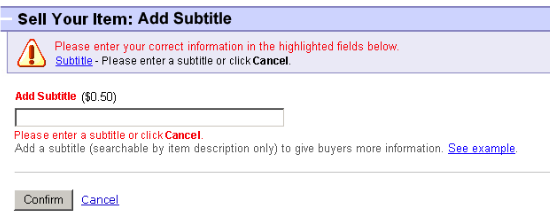 Sell Your Item: Add Subtitle
Please enter your correct information in the highlighted fields below.
Subtitle - Please enter a subtitle or click Cancel.
Add Subtitle ($0.50)
Please enter a subtitle or click Cancel.
Add a subtitle (searchable by item description only) to give buyers more information. See example.
Confirm Cancel